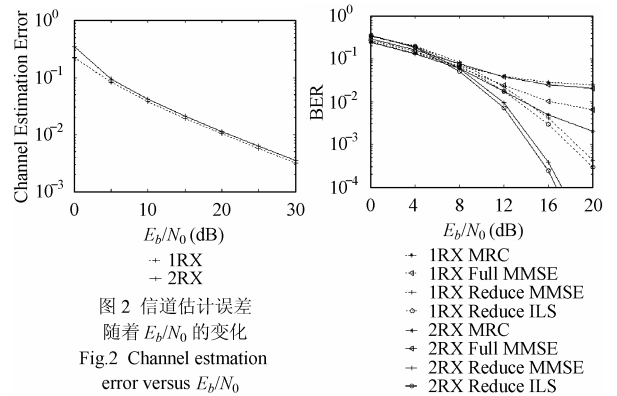 Channel Estimation Error
10^0
10^-1
10^-2
10^-3
0 5 10 15 20 25 30
E_b/N_0 (dB)
1RX
2RX
图 2 信道估计误差
随着 E_b/N_0 的变化
Fig.2 Channel estmation
error versus E_b/N_0
BER
10^0
10^-1
10^-2
10^-3
10^-4
0 4 8 12 16 20
E_b/N_0 (dB)
1RX MRC
1RX Full MMSE
1RX Reduce MMSE
1RX Reduce ILS
2RX MRC
2RX Full MMSE
2RX Reduce MMSE
2RX Reduce ILS